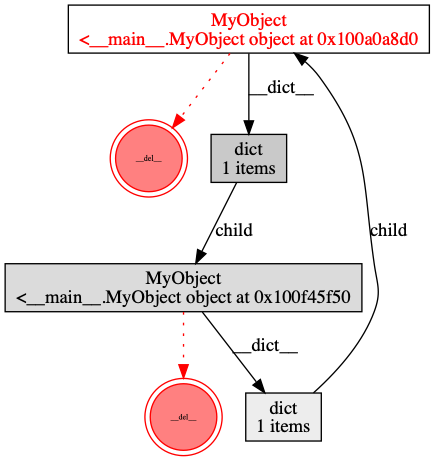 MyObject
<__main__.MyObject object at 0x100a0a8d0
__dict__
__del__
dict
1 items
child
child
MyObject
<__main__.MyObject object at 0x100f45f50
__dict__
__del__
dict
1 items